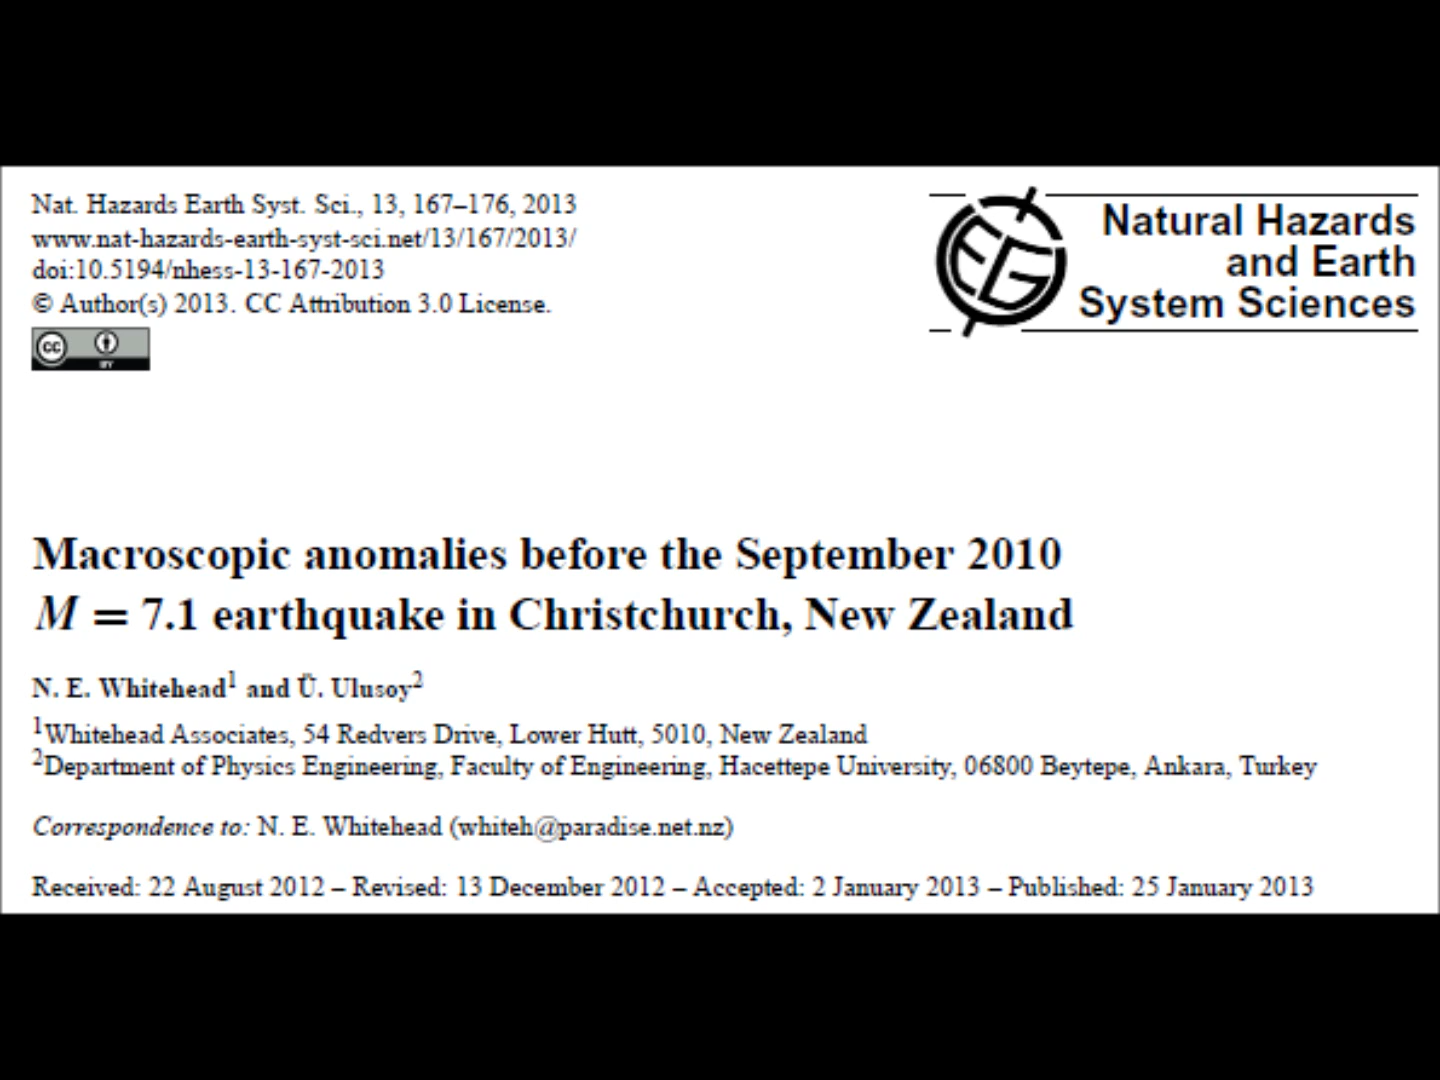 Nat. Hazards Earth Syst. Sci., 13, 167–176, 2013
www.nat-hazards-earth-syst-sci.net/13/167/2013/
doi:10.5194/nhess-13-167-2013
© Author(s) 2013. CC Attribution 3.0 License.
cc BY
EG
Natural Hazards
and Earth
System Sciences
Macroscopic anomalies before the September 2010
M = 7.1 earthquake in Christchurch, New Zealand
N. E. Whitehead1 and Ü. Ulusoy2
1Whitehead Associates, 54 Redvers Drive, Lower Hutt, 5010, New Zealand
2Department of Physics Engineering, Faculty of Engineering, Hacettepe University, 06800 Beytepe, Ankara, Turkey
Correspondence to: N. E. Whitehead (whiteh@paradise.net.nz)
Received: 22 August 2012 – Revised: 13 December 2012 – Accepted: 2 January 2013 – Published: 25 January 2013